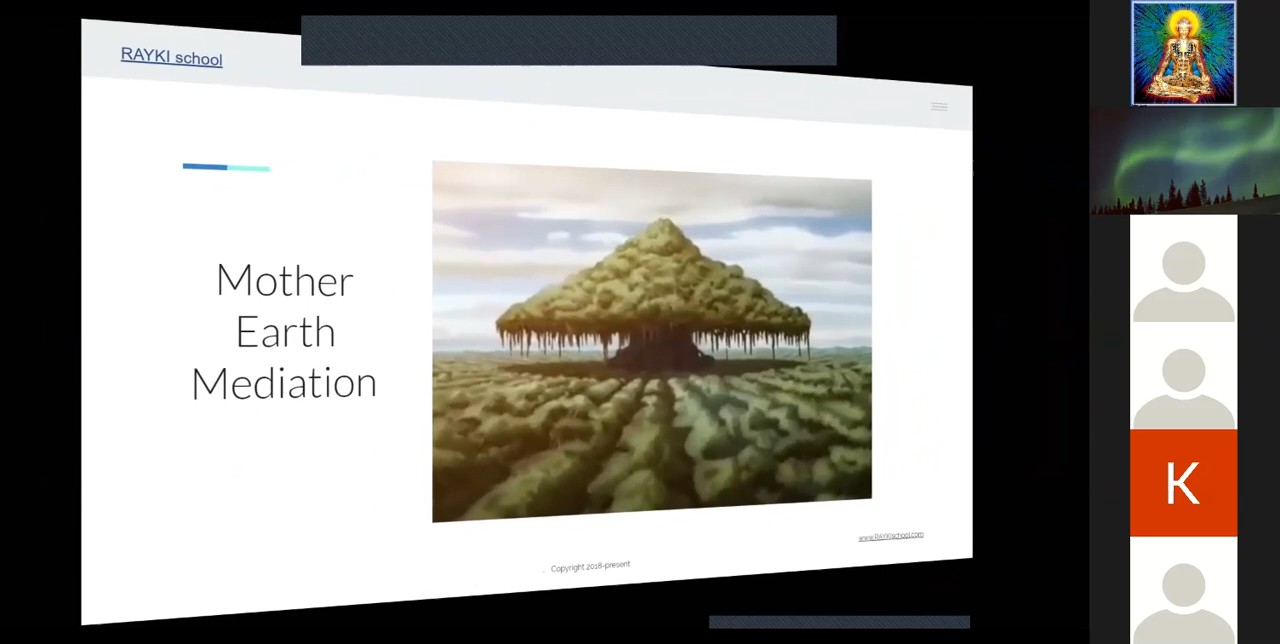 RAYKI school
Mother
Earth
Mediation
www.RAYKIschool.com
Copyright 2018-present
K